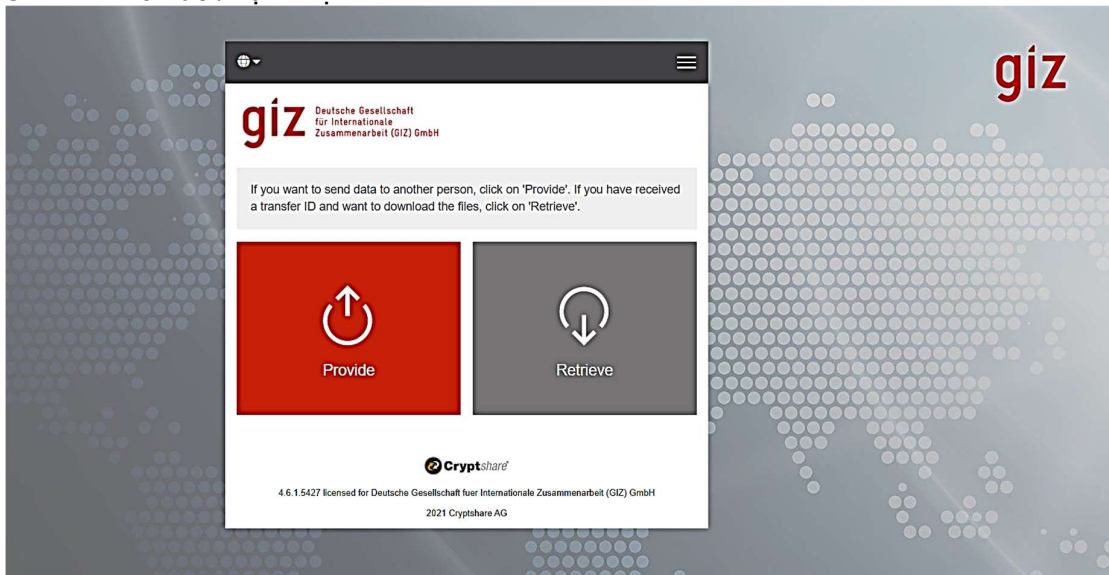 giz
giz Deutsche Gesellschaft
für Internationale
Zusammenarbeit (GIZ) GmbH
If you want to send data to another person, click on 'Provide'. If you have received
a transfer ID and want to download the files, click on 'Retrieve'.
Provide
Retrieve
Cryptshare
4.6.1.5427 licensed for Deutsche Gesellschaft fuer Internationale Zusammenarbeit (GIZ) GmbH
2021 Cryptshare AG